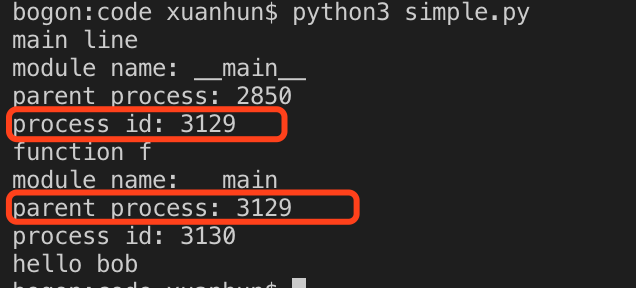 bogon:code xuanhun$ python3 simple.py
main line
module name: __main__
parent process: 2850
process id: 3129
function f
module name: __main__
parent process: 3129
process id: 3130
hello bob
bogon:code xuanhun$